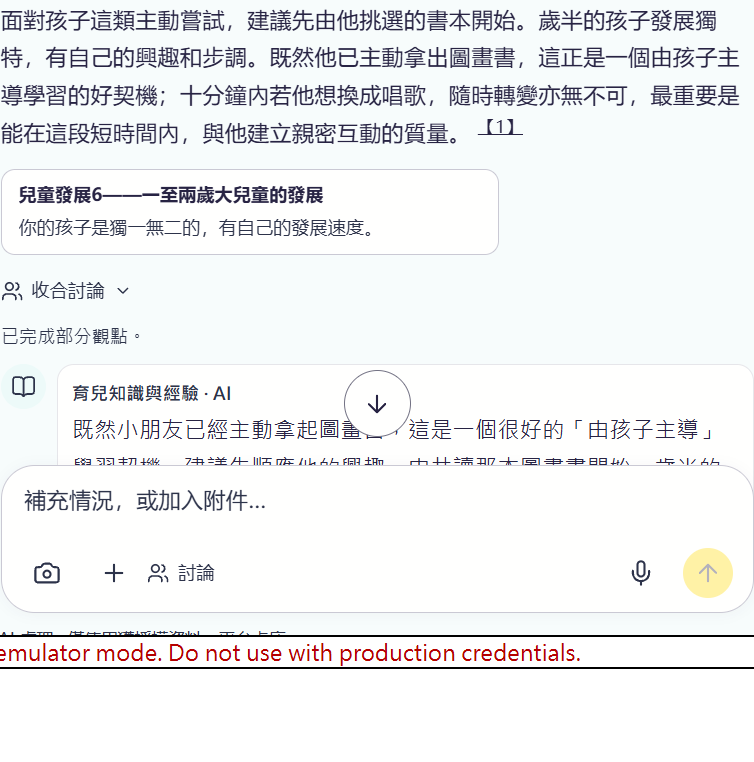 面對孩子這類主動嘗試，建議先由他挑選的書本開始。歲半的孩子發展獨
特，有自己的興趣和步調。既然他已主動拿出圖畫書，這正是一個由孩子主
導學習的好契機；十分鐘內若他想換成唱歌，隨時轉變亦無不可，最重要是
能在這段短時間內，與他建立親密互動的質量。 【1】
兒童發展6——一至兩歲大兒童的發展
你的孩子是獨一無二的，有自己的發展速度。
收合討論
已完成部分觀點。
育兒知識與經驗 · AI
既然小朋友已經主動拿起圖畫，這是一個很好的「由孩子主導」
補充情況，或加入附件...
討論
emulator mode. Do not use with production credentials.